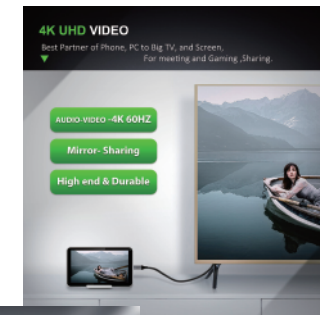 4K UHD VIDEO
Best Partner of Phone, PC to Big TV, and Screen,
For meeting and Gaming ,Sharing.
AUDIO-VIDEO -4K 60HZ
Mirror- Sharing
High end & Durable